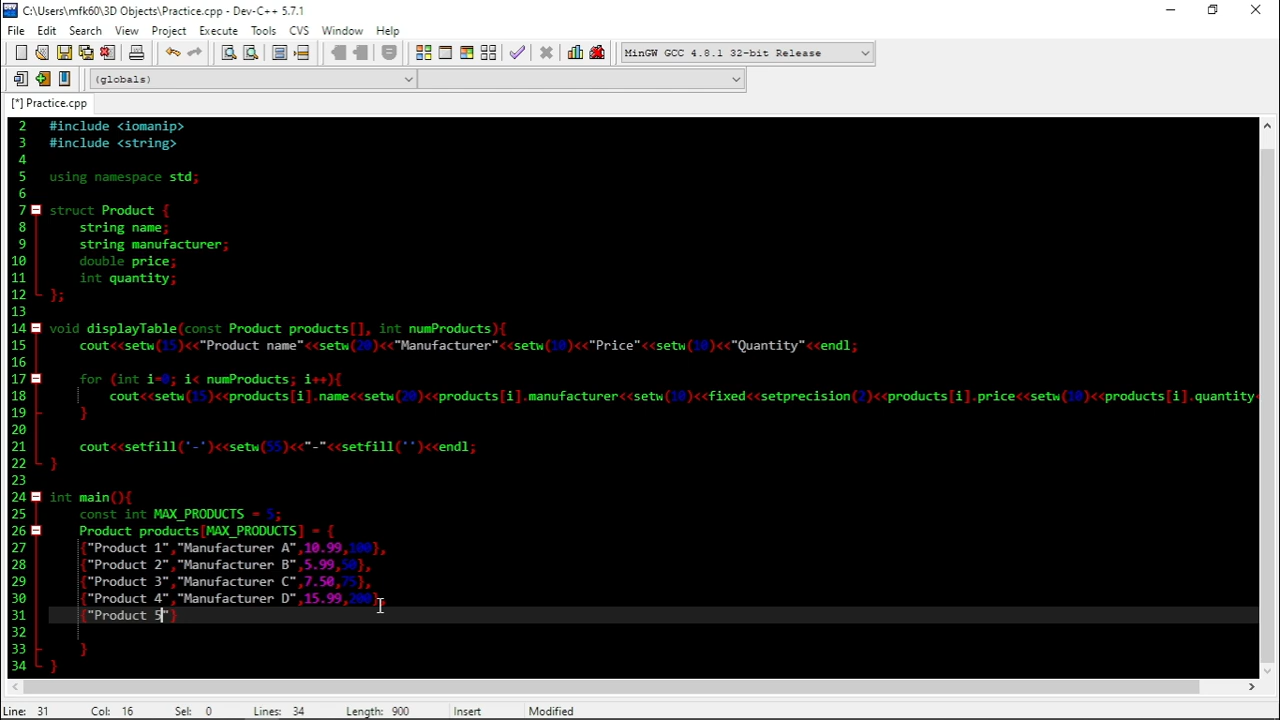 C:\Users\mfk60\3D Objects\Practice.cpp - Dev-C++ 5.7.1
File Edit Search View Project Execute Tools CVS Window Help
MinGW GCC 4.8.1 32-bit Release
(globals)
[*] Practice.cpp
2 #include <iomanip>
3 #include <string>
4
5 using namespace std;
6
7 struct Product {
8 string name;
9 string manufacturer;
10 double price;
11 int quantity;
12 };
13
14 void displayTable(const Product products[], int numProducts){
15 cout<<setw(15)<<"Product name"<<setw(20)<<"Manufacturer"<<setw(10)<<"Price"<<setw(10)<<"Quantity"<<endl;
16
17 for (int i=0; i< numProducts; i++){
18 cout<<setw(15)<<products[i].name<<setw(20)<<products[i].manufacturer<<setw(10)<<fixed<<setprecision(2)<<products[i].price<<setw(10)<<products[i].quantity<
19 }
20
21 cout<<setfill('-')<<setw(55)<<"-"<<setfill('')<<endl;
22 }
23
24 int main(){
25 const int MAX_PRODUCTS = 5;
26 Product products[MAX_PRODUCTS] = {
27 {"Product 1","Manufacturer A",10.99,100},
28 {"Product 2","Manufacturer B",5.99,50},
29 {"Product 3","Manufacturer C",7.50,75},
30 {"Product 4","Manufacturer D",15.99,200},
31 {"Product 5"}
32
33 }
34 }
Line: 31 Col: 16 Sel: 0 Lines: 34 Length: 900 Insert Modified